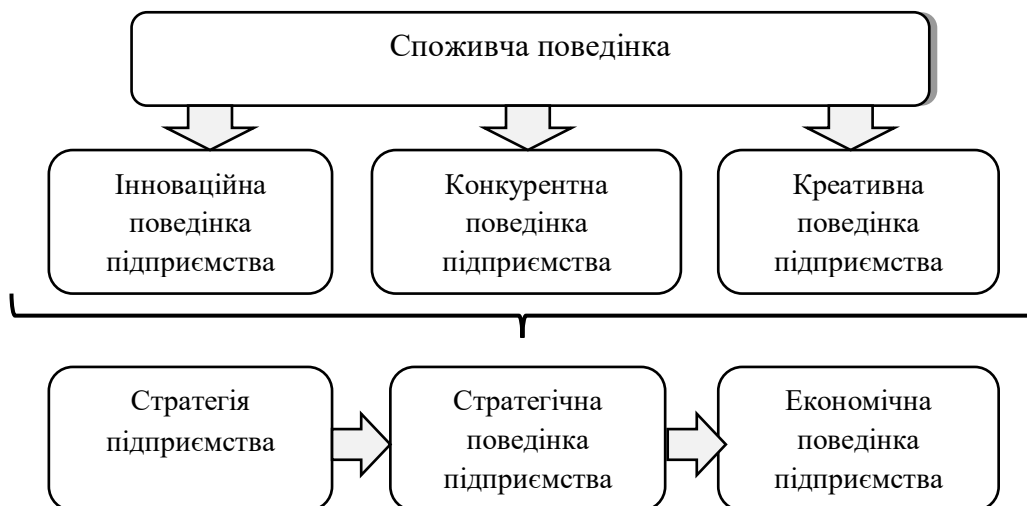 Споживча поведінка
Інноваційна
поведінка
підприємства
Конкурентна
поведінка
підприємства
Креативна
поведінка
підприємства
Стратегія
підприємства
Стратегічна
поведінка
підприємства
Економічна
поведінка
підприємства